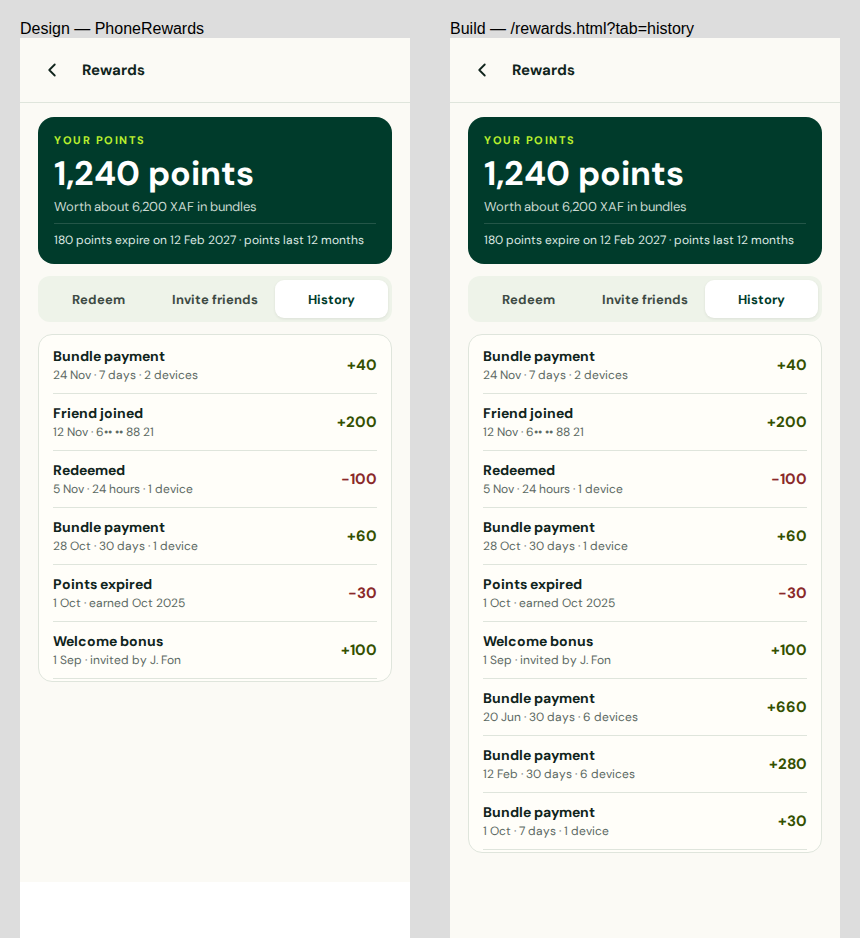 Design — PhoneRewards
Rewards
YOUR POINTS
1,240 points
Worth about 6,200 XAF in bundles
180 points expire on 12 Feb 2027 · points last 12 months
Redeem
Invite friends
History
Bundle payment
24 Nov · 7 days · 2 devices
+40
Friend joined
12 Nov · 6•• •• 88 21
+200
Redeemed
5 Nov · 24 hours · 1 device
−100
Bundle payment
28 Oct · 30 days · 1 device
+60
Points expired
1 Oct · earned Oct 2025
−30
Welcome bonus
1 Sep · invited by J. Fon
+100
Build — /rewards.html?tab=history
Rewards
YOUR POINTS
1,240 points
Worth about 6,200 XAF in bundles
180 points expire on 12 Feb 2027 · points last 12 months
Redeem
Invite friends
History
Bundle payment
24 Nov · 7 days · 2 devices
+40
Friend joined
12 Nov · 6•• •• 88 21
+200
Redeemed
5 Nov · 24 hours · 1 device
−100
Bundle payment
28 Oct · 30 days · 1 device
+60
Points expired
1 Oct · earned Oct 2025
−30
Welcome bonus
1 Sep · invited by J. Fon
+100
Bundle payment
20 Jun · 30 days · 6 devices
+660
Bundle payment
12 Feb · 30 days · 6 devices
+280
Bundle payment
1 Oct · 7 days · 1 device
+30